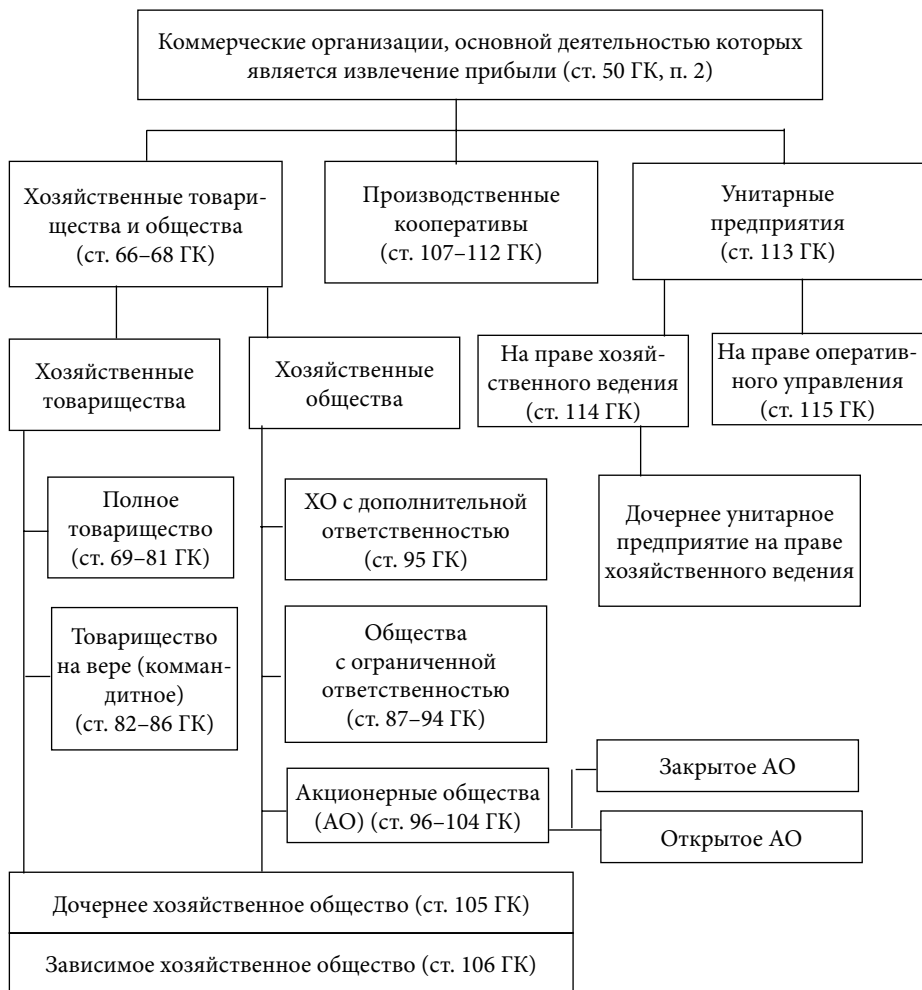 Коммерческие организации, основной деятельностью которых
является извлечение прибыли (ст. 50 ГК, п. 2)
Хозяйственные товари-
щества и общества
(ст. 66–68 ГК)
Производственные
кооперативы
(ст. 107–112 ГК)
Унитарные
предприятия
(ст. 113 ГК)
Хозяйственные
товарищества
Хозяйственные
общества
На праве хозяй-
ственного ведения
(ст. 114 ГК)
На праве оператив-
ного управления
(ст. 115 ГК)
Полное
товарищество
(ст. 69–81 ГК)
ХО с дополнительной
ответственностью
(ст. 95 ГК)
Дочернее унитарное
предприятие на праве
хозяйственного ведения
Товарищество
на вере (комман-
дитное)
(ст. 82–86 ГК)
Общества
с ограниченной
ответственностью
(ст. 87–94 ГК)
Акционерные общества
(АО) (ст. 96–104 ГК)
Закрытое АО
Открытое АО
Дочернее хозяйственное общество (ст. 105 ГК)
Зависимое хозяйственное общество (ст. 106 ГК)